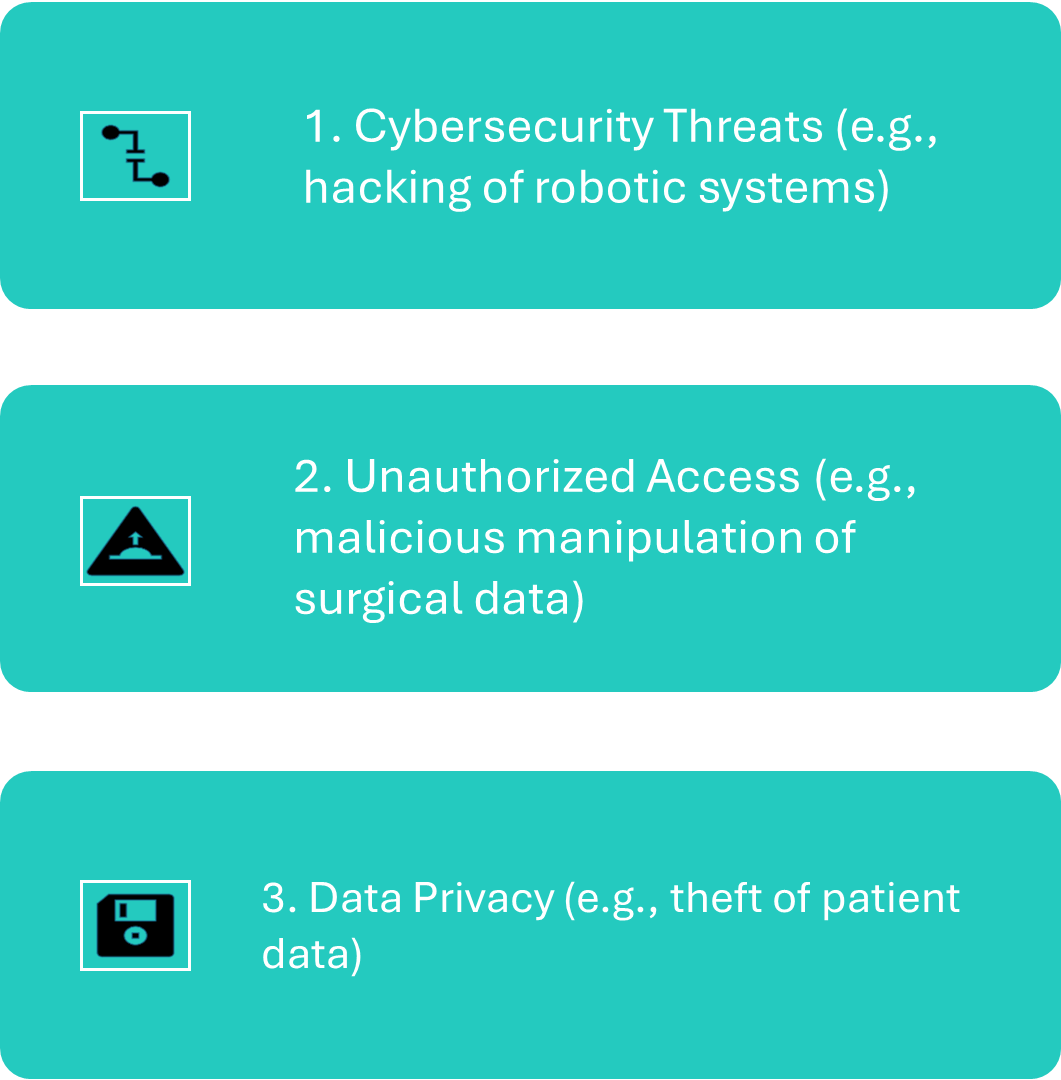 1. Cybersecurity Threats (e.g.,
hacking of robotic systems)
2. Unauthorized Access (e.g.,
malicious manipulation of
surgical data)
3. Data Privacy (e.g., theft of patient
data)